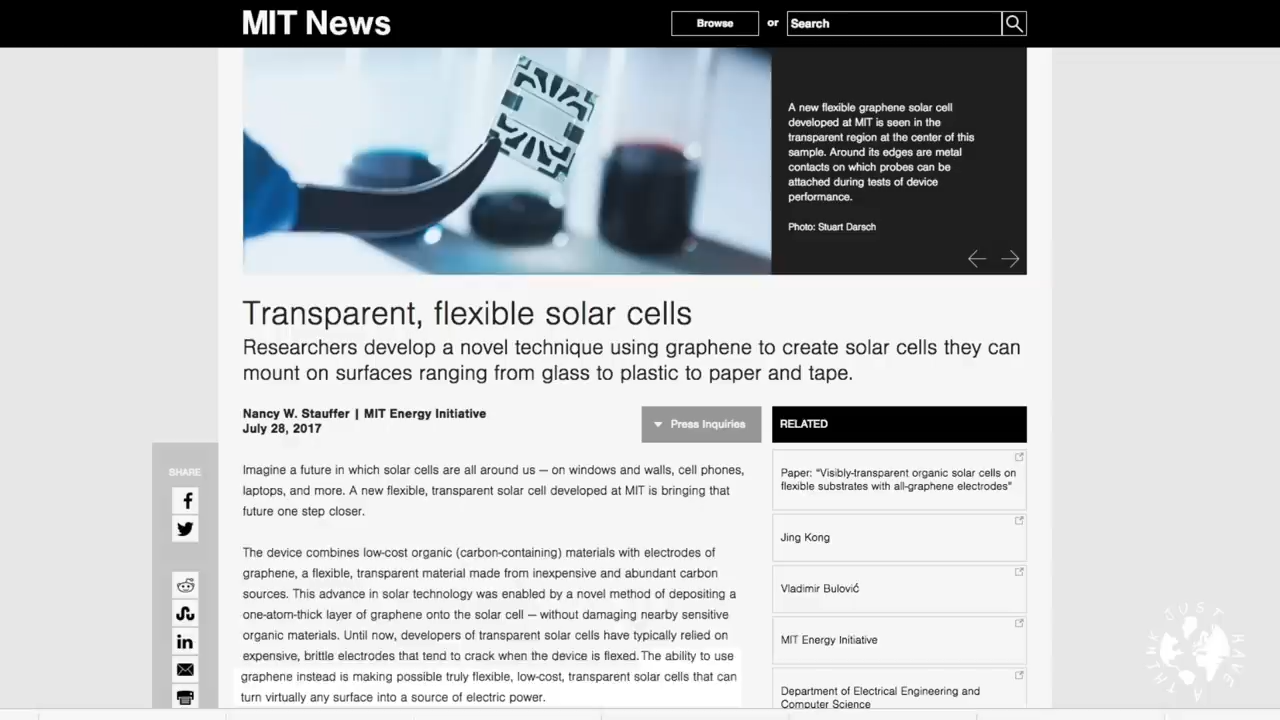 MIT News
Browse or Search
A new flexible graphene solar cell
developed at MIT is seen in the
transparent region at the center of this
sample. Around its edges are metal
contacts on which probes can be
attached during tests of device
performance.
Photo: Stuart Darsch
Transparent, flexible solar cells
Researchers develop a novel technique using graphene to create solar cells they can
mount on surfaces ranging from glass to plastic to paper and tape.
Nancy W. Stauffer | MIT Energy Initiative
July 28, 2017
Press Inquiries
SHARE
Imagine a future in which solar cells are all around us — on windows and walls, cell phones,
laptops, and more. A new flexible, transparent solar cell developed at MIT is bringing that
future one step closer.
The device combines low-cost organic (carbon-containing) materials with electrodes of
graphene, a flexible, transparent material made from inexpensive and abundant carbon
sources. This advance in solar technology was enabled by a novel method of depositing a
one-atom-thick layer of graphene onto the solar cell — without damaging nearby sensitive
organic materials. Until now, developers of transparent solar cells have typically relied on
expensive, brittle electrodes that tend to crack when the device is flexed. The ability to use
graphene instead is making possible truly flexible, low-cost, transparent solar cells that can
turn virtually any surface into a source of electric power.
RELATED
Paper: “Visibly-transparent organic solar cells on
flexible substrates with all-graphene electrodes”
Jing Kong
Vladimir Bulović
MIT Energy Initiative
Department of Electrical Engineering and
Computer Science
JUST HAVE A THINK